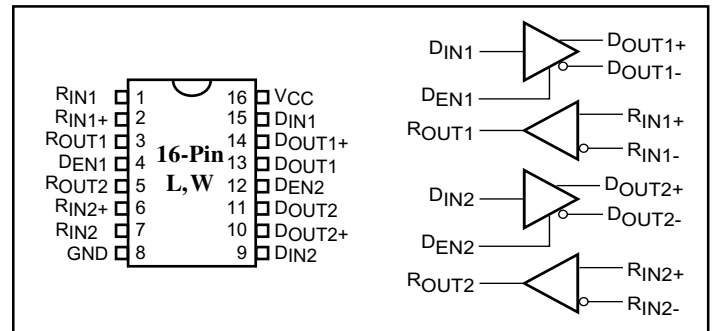 RIN1 1 16 VCC
RIN1+ 2 15 DIN1
ROUT1 3 14 DOUT1+
DEN1 4 13 DOUT1
ROUT2 5 12 DEN2
RIN2+ 6 11 DOUT2
RIN2 7 10 DOUT2+
GND 8 9 DIN2
16-Pin
L,W
DIN1
DOUT1+
DOUT1-
DEN1
ROUT1
RIN1+
RIN1-
DIN2
DOUT2+
DOUT2-
DEN2
ROUT2
RIN2+
RIN2-